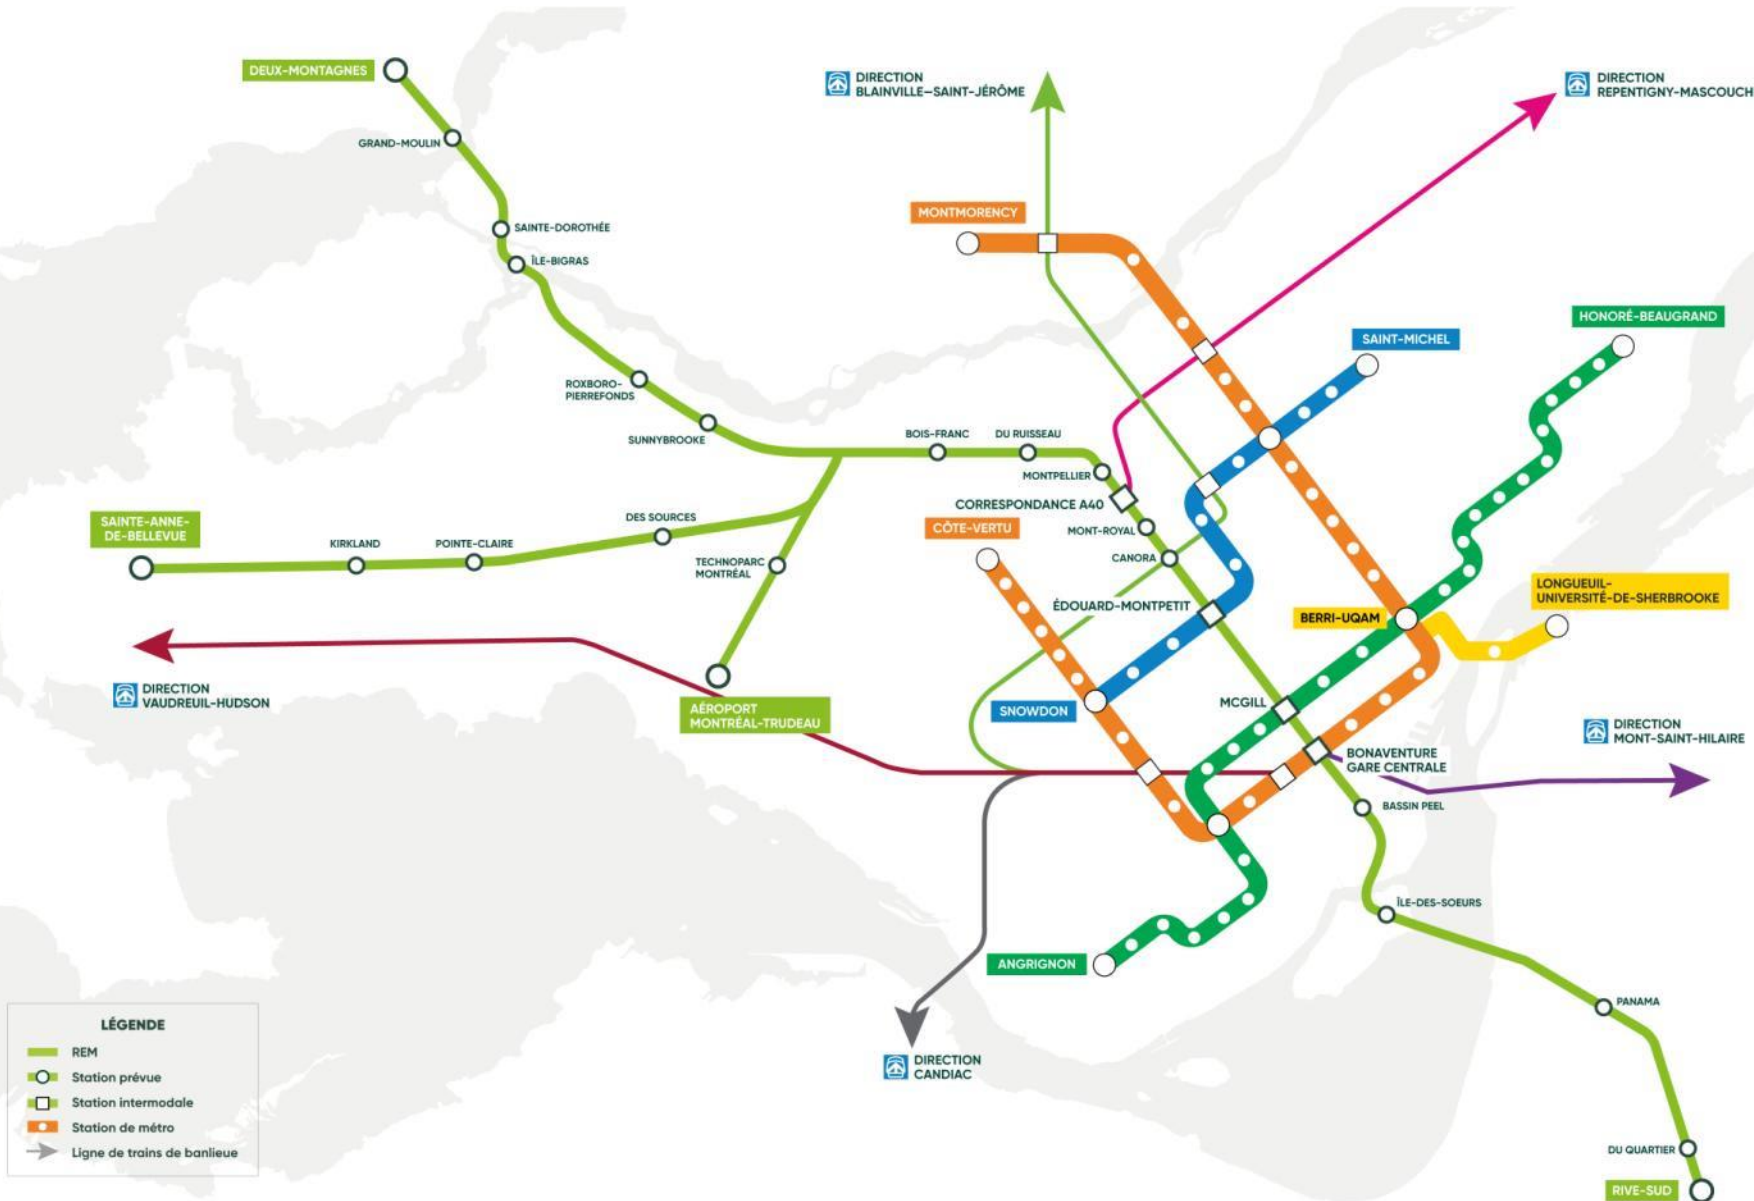 DEUX-MONTAGNES
GRAND-MOULIN
SAINTE-DOROTHÉE
ÎLE-BIGRAS
ROXBORO-
PIERREFONDS
SUNNYBROOKE
BOIS-FRANC
DU RUISSEAU
MONTPELLIER
CORRESPONDANCE A40
MONT-ROYAL
CANORA
ÉDOUARD-MONTPETIT
MCGILL
BONAVENTURE
GARE CENTRALE
BASSIN PEEL
ÎLE-DES-SOEURS
PANAMA
DU QUARTIER
RIVE-SUD
SAINTE-ANNE-
DE-BELLEVUE
KIRKLAND
POINTE-CLAIRE
DES SOURCES
TECHNOPARC
MONTRÉAL
AÉROPORT
MONTRÉAL-TRUDEAU
DIRECTION
VAUDREUIL-HUDSON
DIRECTION
BLAINVILLE–SAINT-JÉRÔME
DIRECTION
REPENTIGNY-MASCOUCH
MONTMORENCY
SAINT-MICHEL
HONORÉ-BEAUGRAND
CÔTE-VERTU
SNOWDON
BERRI-UQAM
LONGUEUIL-
UNIVERSITÉ-DE-SHERBROOKE
DIRECTION
MONT-SAINT-HILAIRE
ANGRIGNON
DIRECTION
CANDIAC
LÉGENDE
REM
Station prévue
Station intermodale
Station de métro
Ligne de trains de banlieue